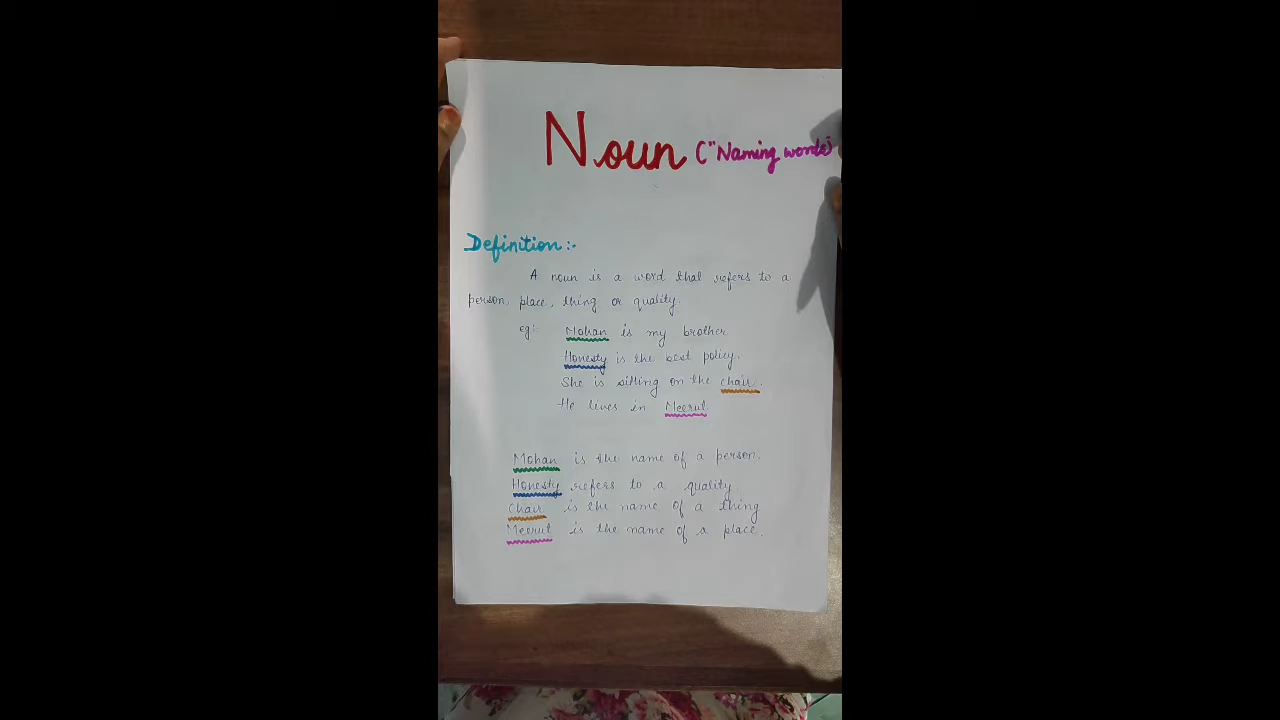 Noun ("Naming words")
Definition :-
A noun is a word that refers to a
person, place, thing or quality.
eg:- Mohan is my brother
Honesty is the best policy.
She is sitting on the chair.
He lives in Meerut
Mohan is the name of a person.
Honesty refers to a quality
Chair is the name of a thing
Meerut is the name of a place.